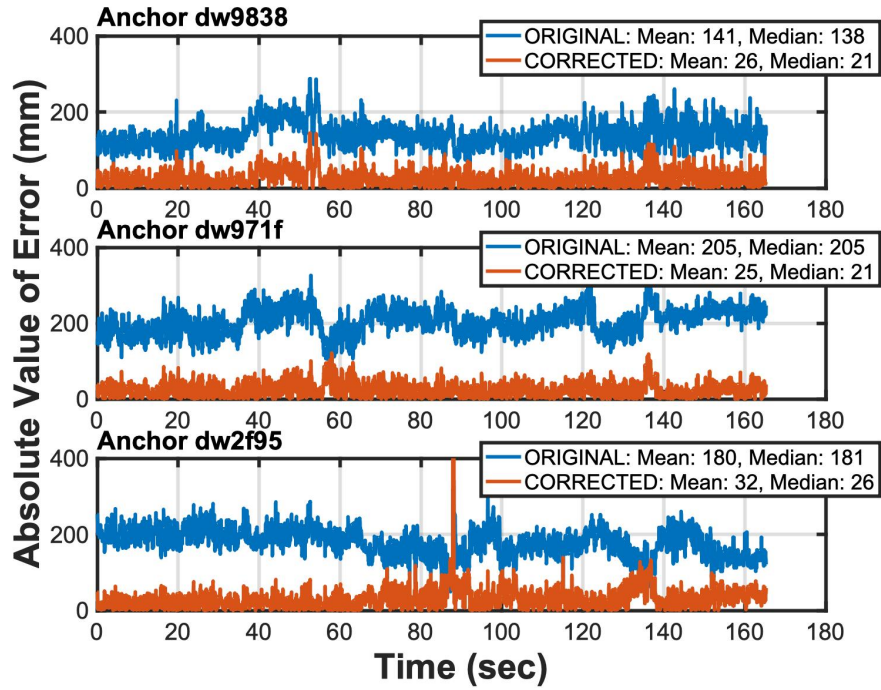 Anchor dw9838
400
200
0
ORIGINAL: Mean: 141, Median: 138
CORRECTED: Mean: 26, Median: 21
0 20 40 60 80 100 120 140 160 180
Anchor dw971f
400
200
0
ORIGINAL: Mean: 205, Median: 205
CORRECTED: Mean: 25, Median: 21
0 20 40 60 80 100 120 140 160 180
Anchor dw2f95
400
200
0
ORIGINAL: Mean: 180, Median: 181
CORRECTED: Mean: 32, Median: 26
0 20 40 60 80 100 120 140 160 180
Absolute Value of Error (mm)
Time (sec)